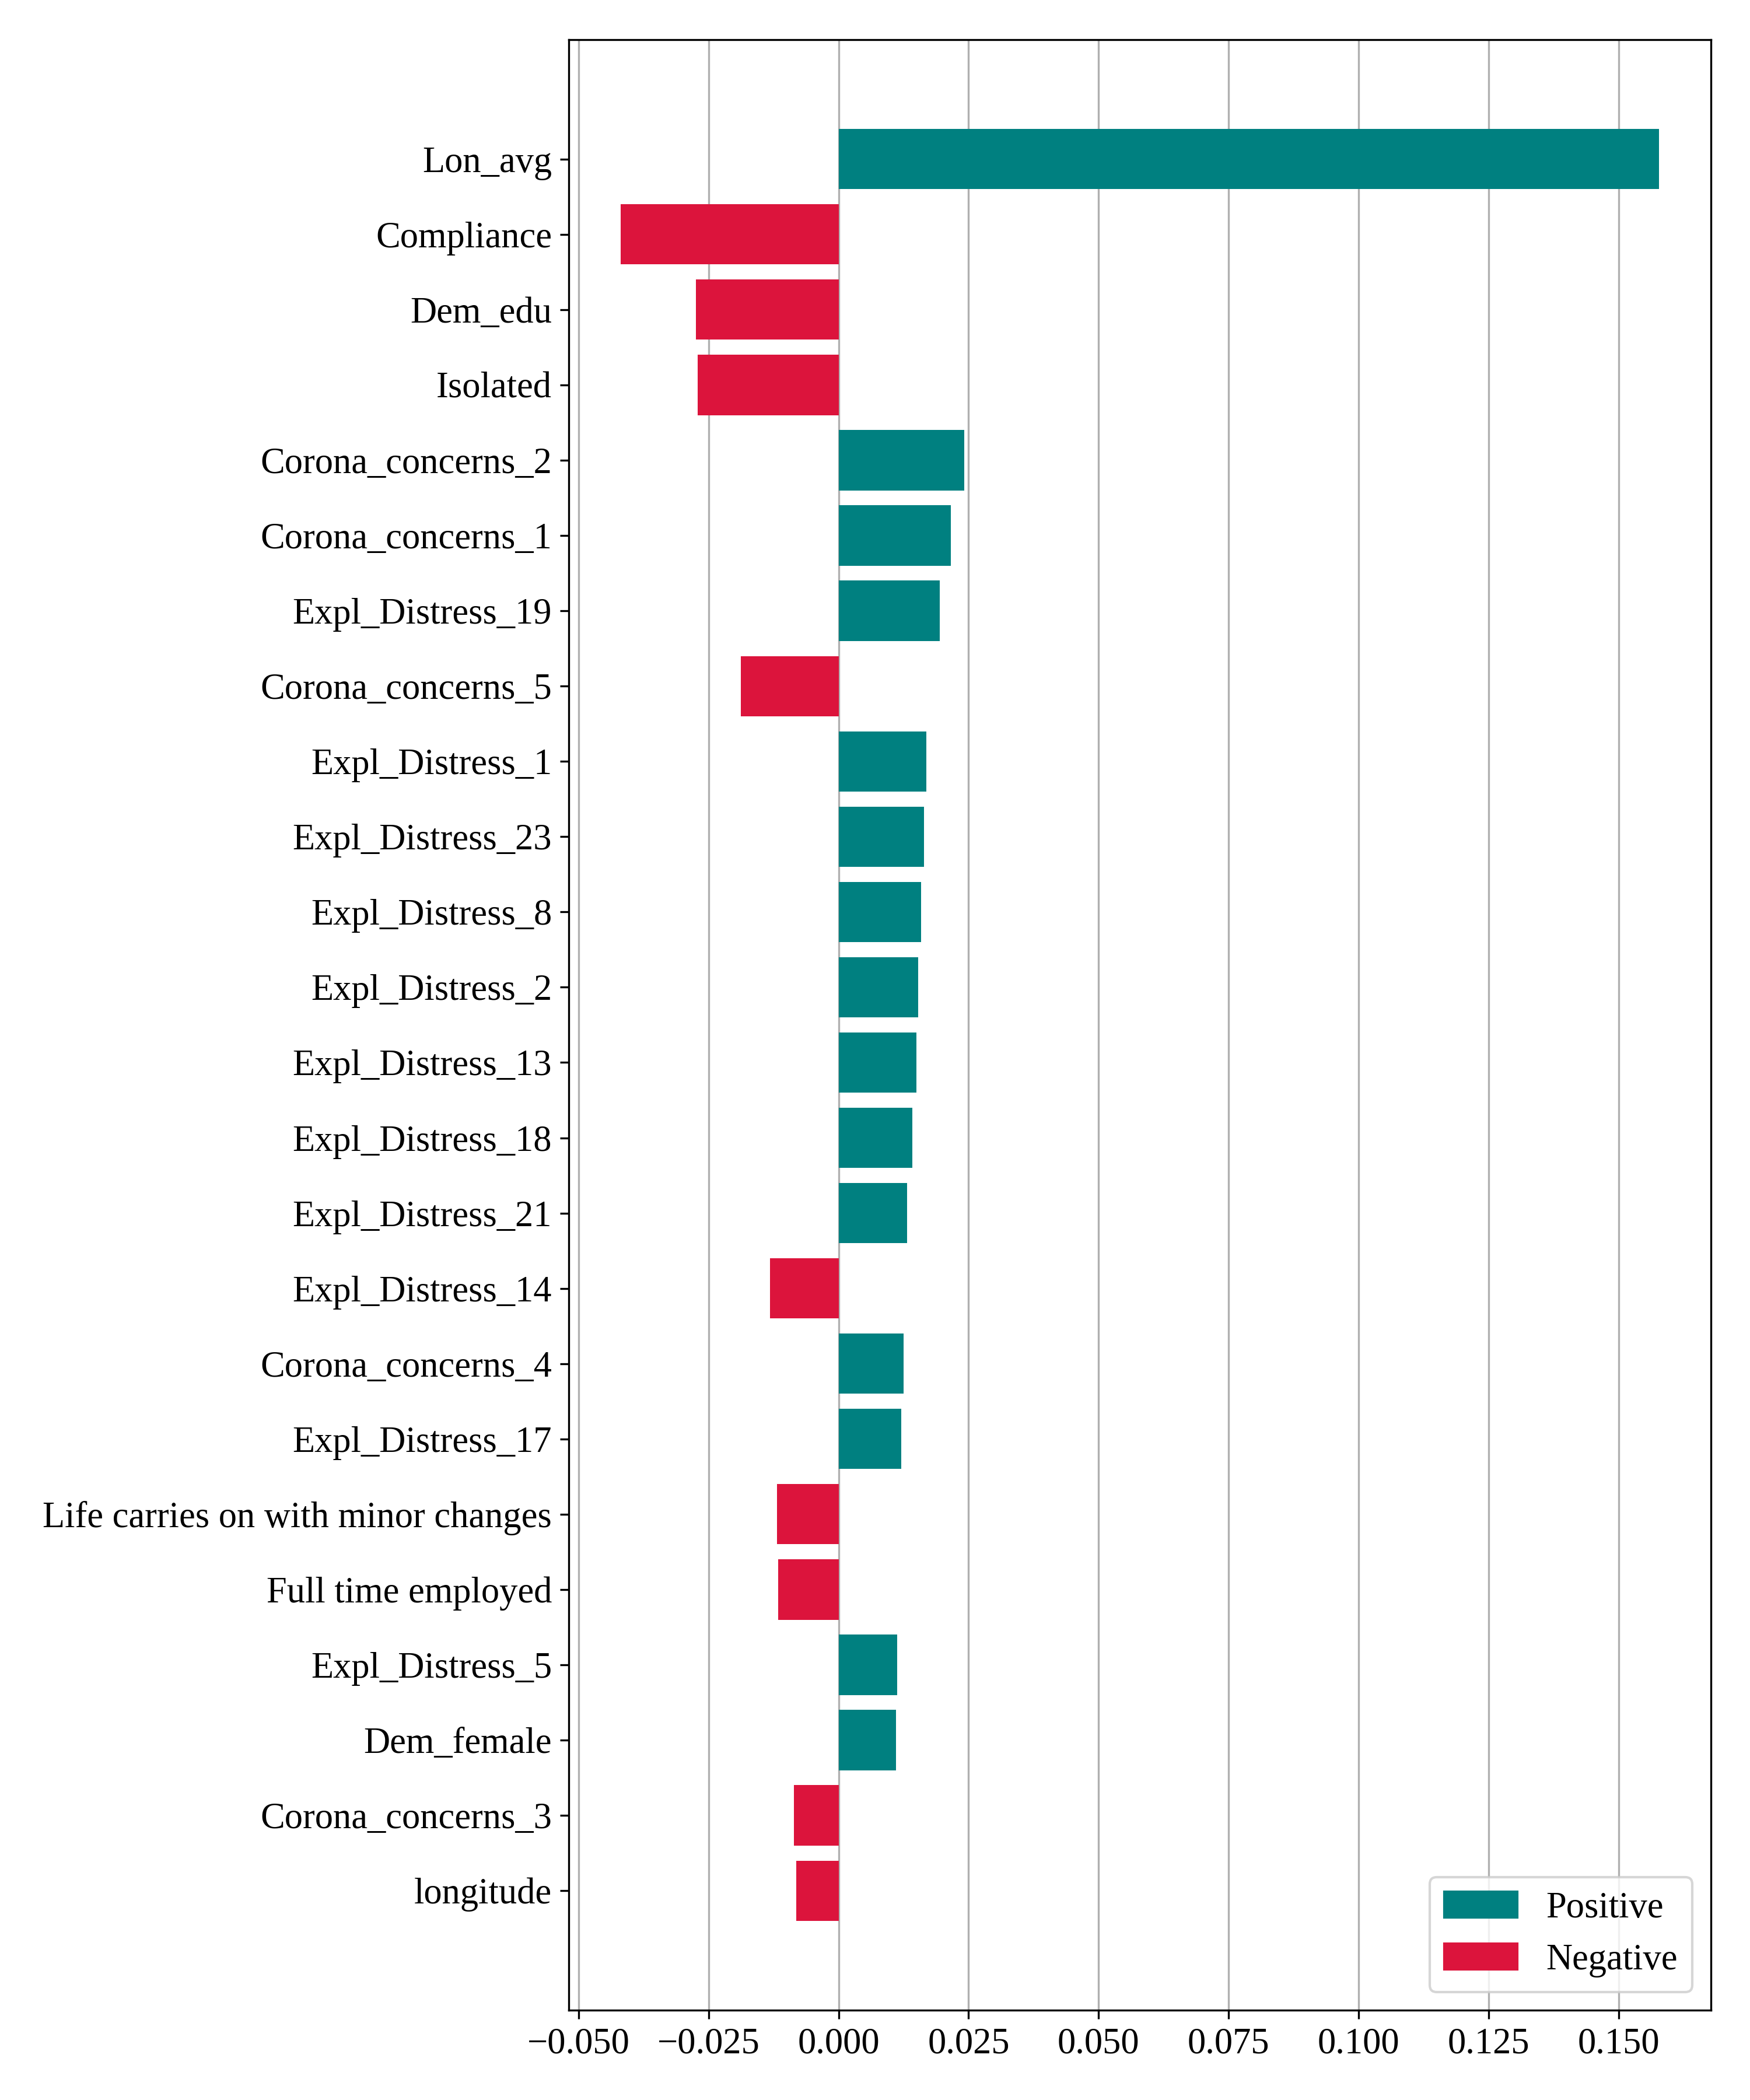 Lon_avg
Compliance
Dem_edu
Isolated
Corona_concerns_2
Corona_concerns_1
Expl_Distress_19
Corona_concerns_5
Expl_Distress_1
Expl_Distress_23
Expl_Distress_8
Expl_Distress_2
Expl_Distress_13
Expl_Distress_18
Expl_Distress_21
Expl_Distress_14
Corona_concerns_4
Expl_Distress_17
Life carries on with minor changes
Full time employed
Expl_Distress_5
Dem_female
Corona_concerns_3
longitude
Positive
Negative
−0.050 −0.025 0.000 0.025 0.050 0.075 0.100 0.125 0.150